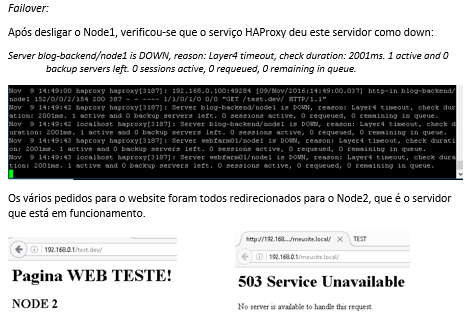 Failover:
Após desligar o Node1, verificou-se que o serviço HAProxy deu este servidor como down:
Server blog-backend/node1 is DOWN, reason: Layer4 timeout, check duration: 2001ms. 1 active and 0
backup servers left. 0 sessions active, 0 requeued, 0 remaining in queue.
Nov  9 14:49:00 haproxy haproxy[3187]: 192.168.0.100:49284 [09/Nov/2016:14:49:00.037] http-in blog-backend/
node1 152/0/0/2/154 200 387 - - ---- 1/1/0/1/0 0/0 "GET /test.dev/ HTTP/1.1"
Nov  9 14:49:42 haproxy haproxy[3187]: Server blog-backend/node1 is DOWN, reason: Layer4 timeout, check dur
ation: 2001ms. 1 active and 0 backup servers left. 0 sessions active, 0 requeued, 0 remaining in queue.
Nov  9 14:49:42 localhost haproxy[3187]: Server blog-backend/node1 is DOWN, reason: Layer4 timeout, check d
uration: 2001ms. 1 active and 0 backup servers left. 0 sessions active, 0 requeued, 0 remaining in queue.
Nov  9 14:49:43 haproxy haproxy[3187]: Server webfarm01/node1 is DOWN, reason: Layer4 timeout, check durati
on: 2001ms. 1 active and 0 backup servers left. 0 sessions active, 0 requeued, 0 remaining in queue.
Nov  9 14:49:43 localhost haproxy[3187]: Server webfarm01/node1 is DOWN, reason: Layer4 timeout, check dura
tion: 2001ms. 1 active and 0 backup servers left. 0 sessions active, 0 requeued, 0 remaining in queue.
Os vários pedidos para o website foram todos redirecionados para o Node2, que é o servidor
que está em funcionamento.
192.168.0.1/test.dev/
Pagina WEB TESTE!
NODE 2
http://192.168..../meusite.local/ TEST
192.168.0.1/meusite.local/
503 Service Unavailable
No server is available to handle this request.